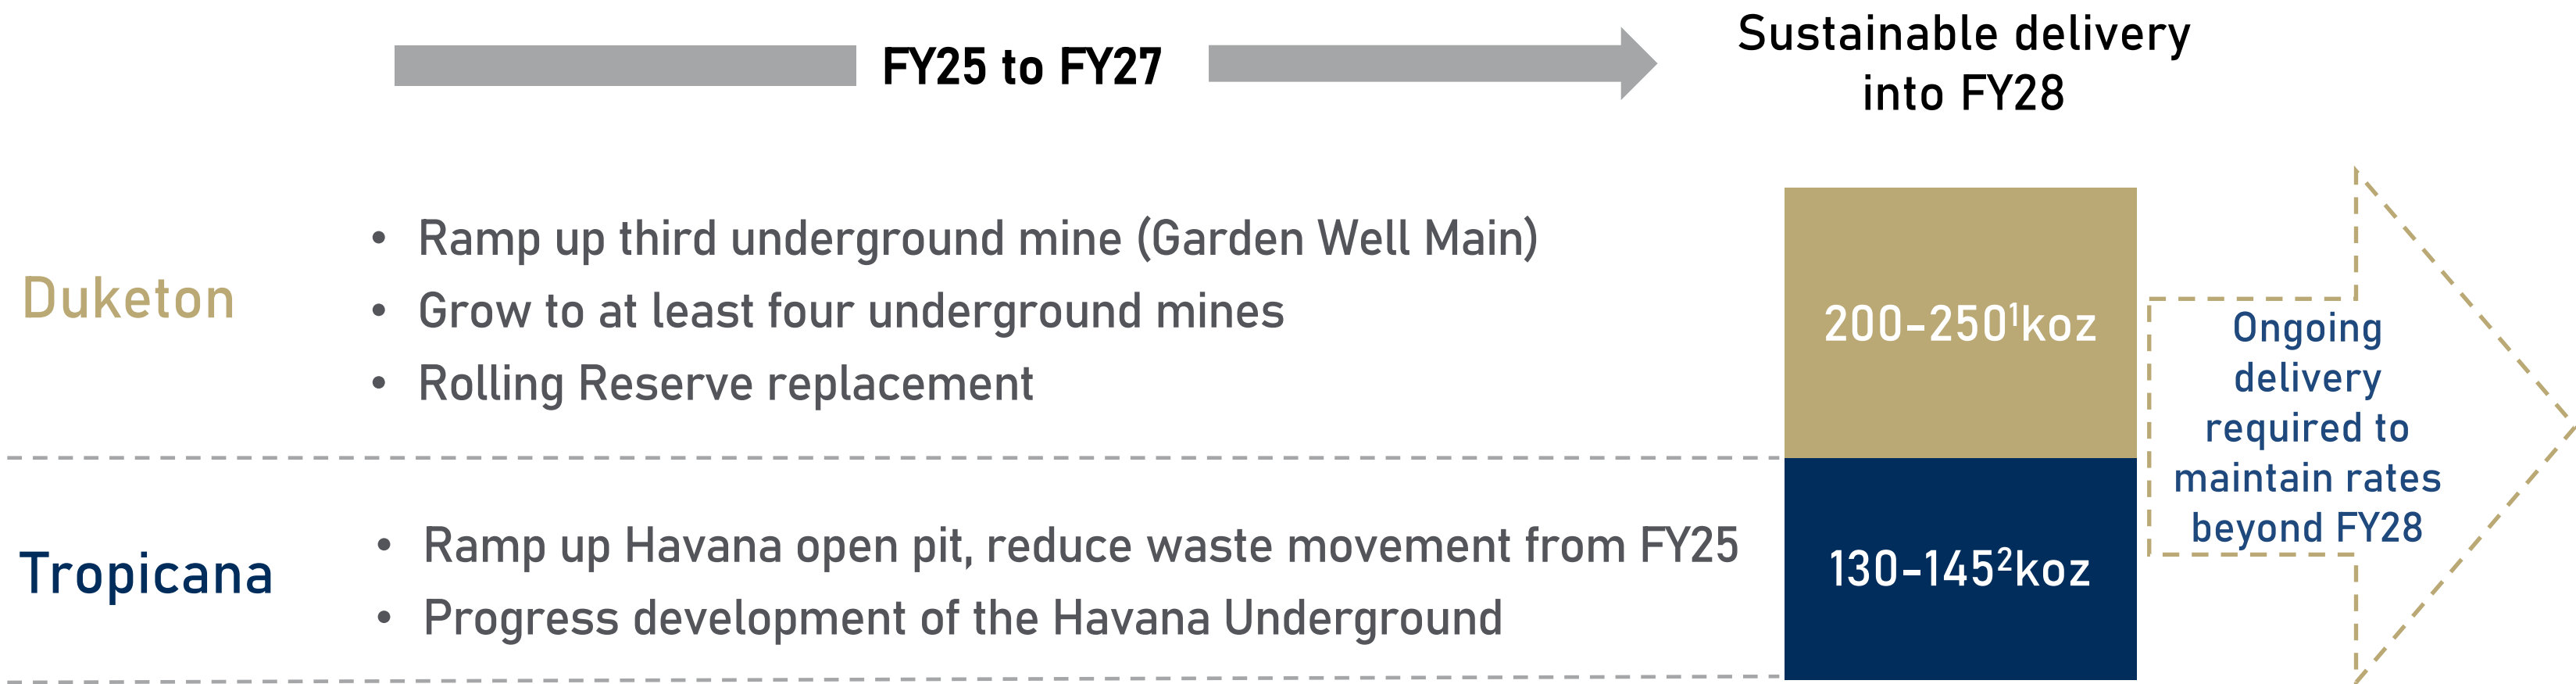 FY25 to FY27
Sustainable delivery
into FY28
Duketon
• Ramp up third underground mine (Garden Well Main)
• Grow to at least four underground mines
• Rolling Reserve replacement
200-250¹koz
Ongoing
delivery
required to
maintain rates
beyond FY28
Tropicana
• Ramp up Havana open pit, reduce waste movement from FY25
• Progress development of the Havana Underground
130-145²koz